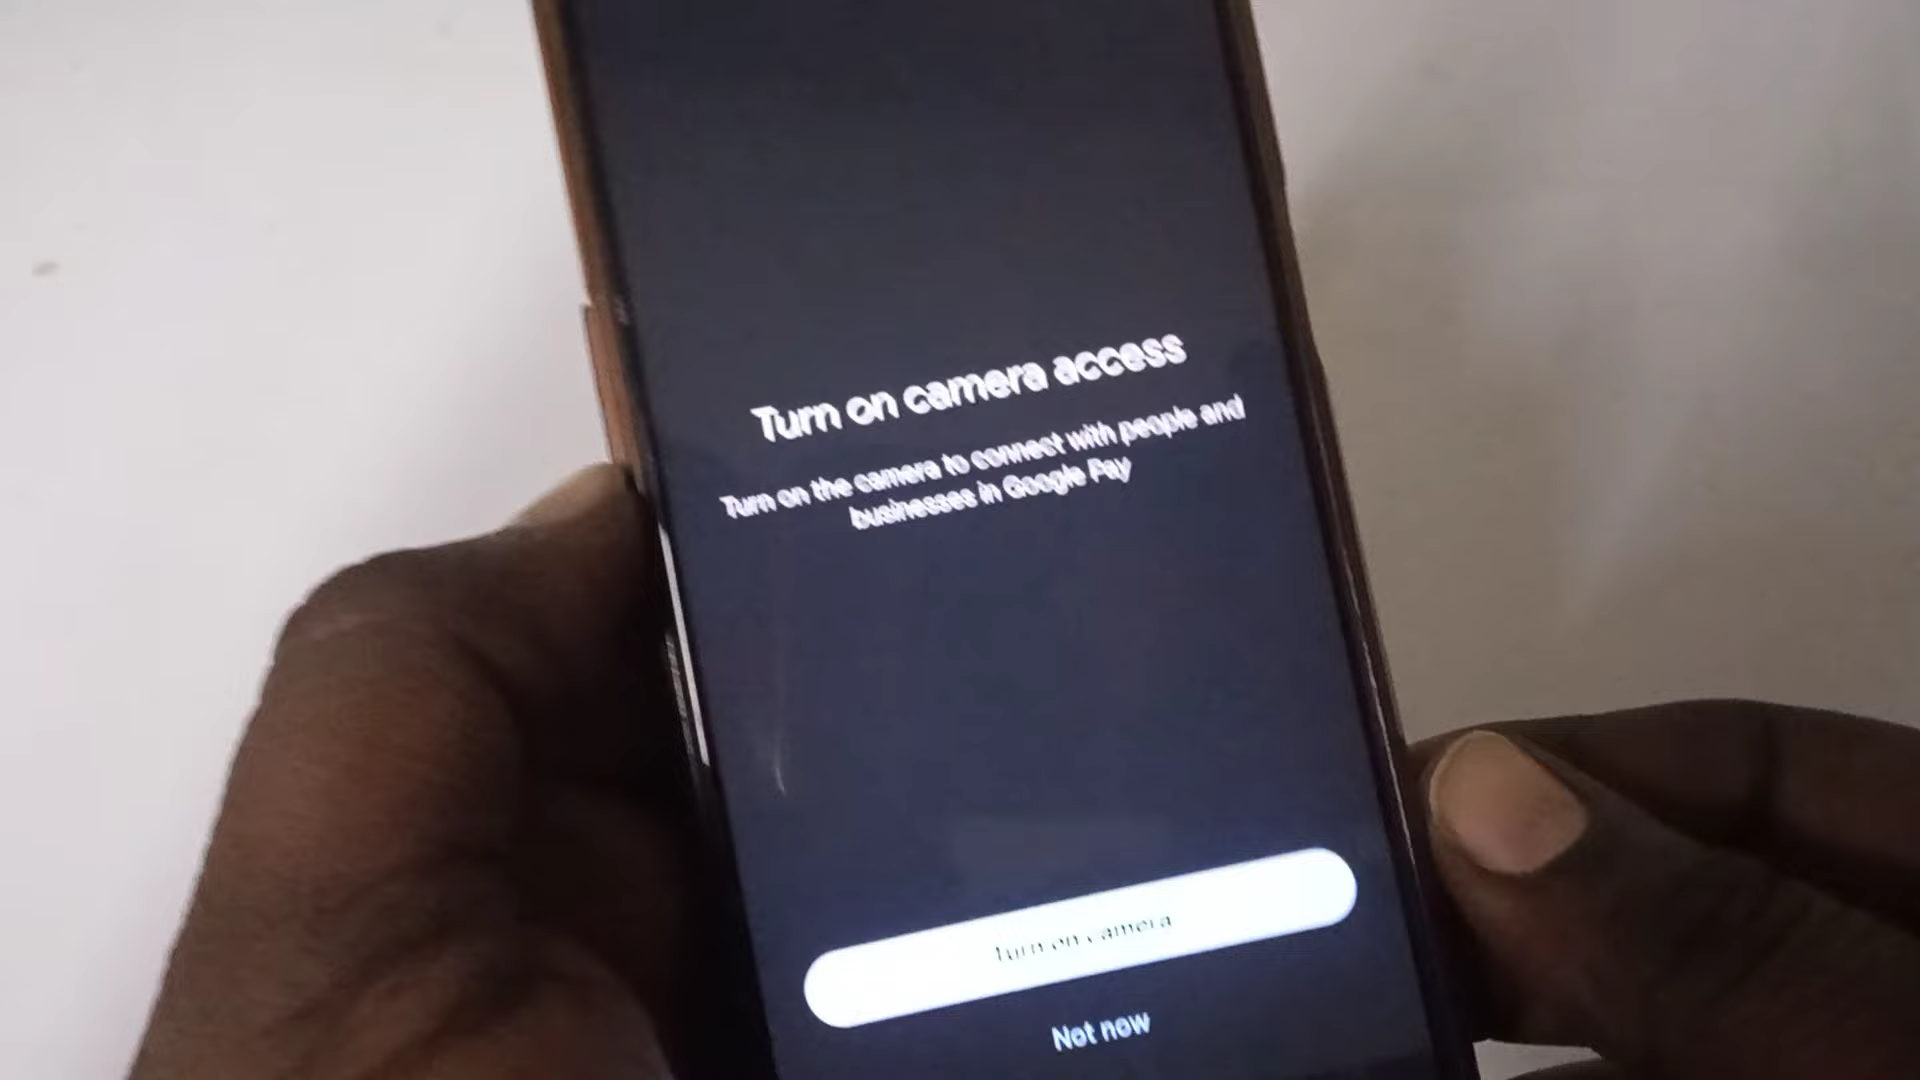 Turn on camera access
Turn on the camera to connect with people and
businesses in Google Pay
Turn on camera
Not now